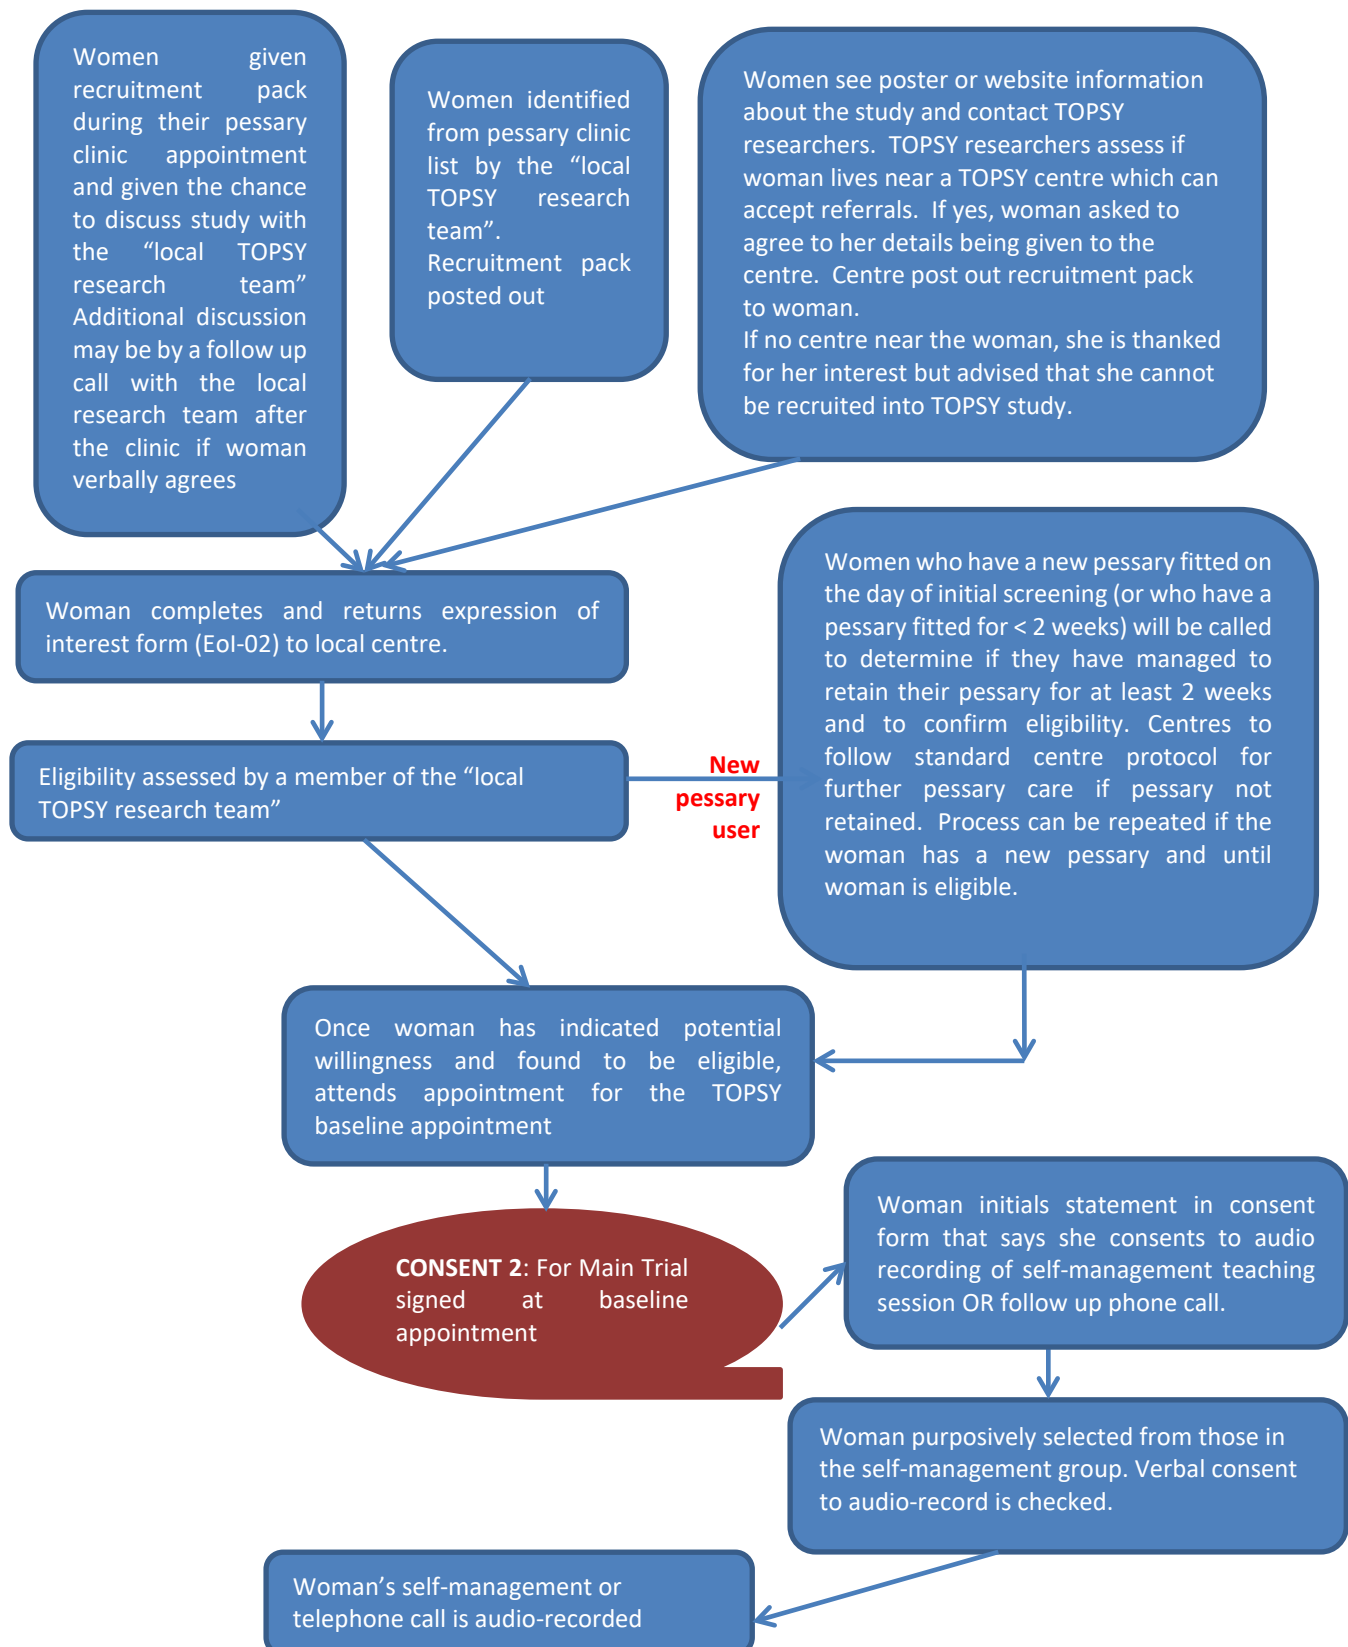 Women given
recruitment pack
during their pessary
clinic appointment
and given the chance
to discuss study with
the “local TOPSY
research team”
Additional discussion
may be by a follow up
call with the local
research team after
the clinic if woman
verbally agrees
Women identified
from pessary clinic
list by the “local
TOPSY research
team”.
Recruitment pack
posted out
Women see poster or website information
about the study and contact TOPSY
researchers. TOPSY researchers assess if
woman lives near a TOPSY centre which can
accept referrals. If yes, woman asked to
agree to her details being given to the
centre. Centre post out recruitment pack
to woman.
If no centre near the woman, she is thanked
for her interest but advised that she cannot
be recruited into TOPSY study.
Woman completes and returns expression of
interest form (EoI-02) to local centre.
Eligibility assessed by a member of the “local
TOPSY research team”
New
pessary
user
Women who have a new pessary fitted on
the day of initial screening (or who have a
pessary fitted for < 2 weeks) will be called
to determine if they have managed to
retain their pessary for at least 2 weeks
and to confirm eligibility. Centres to
follow standard centre protocol for
further pessary care if pessary not
retained. Process can be repeated if the
woman has a new pessary and until
woman is eligible.
Once woman has indicated potential
willingness and found to be eligible,
attends appointment for the TOPSY
baseline appointment
CONSENT 2: For Main Trial
signed at baseline
appointment
Woman initials statement in consent
form that says she consents to audio
recording of self-management teaching
session OR follow up phone call.
Woman purposively selected from those in
the self-management group. Verbal consent
to audio-record is checked.
Woman’s self-management or
telephone call is audio-recorded